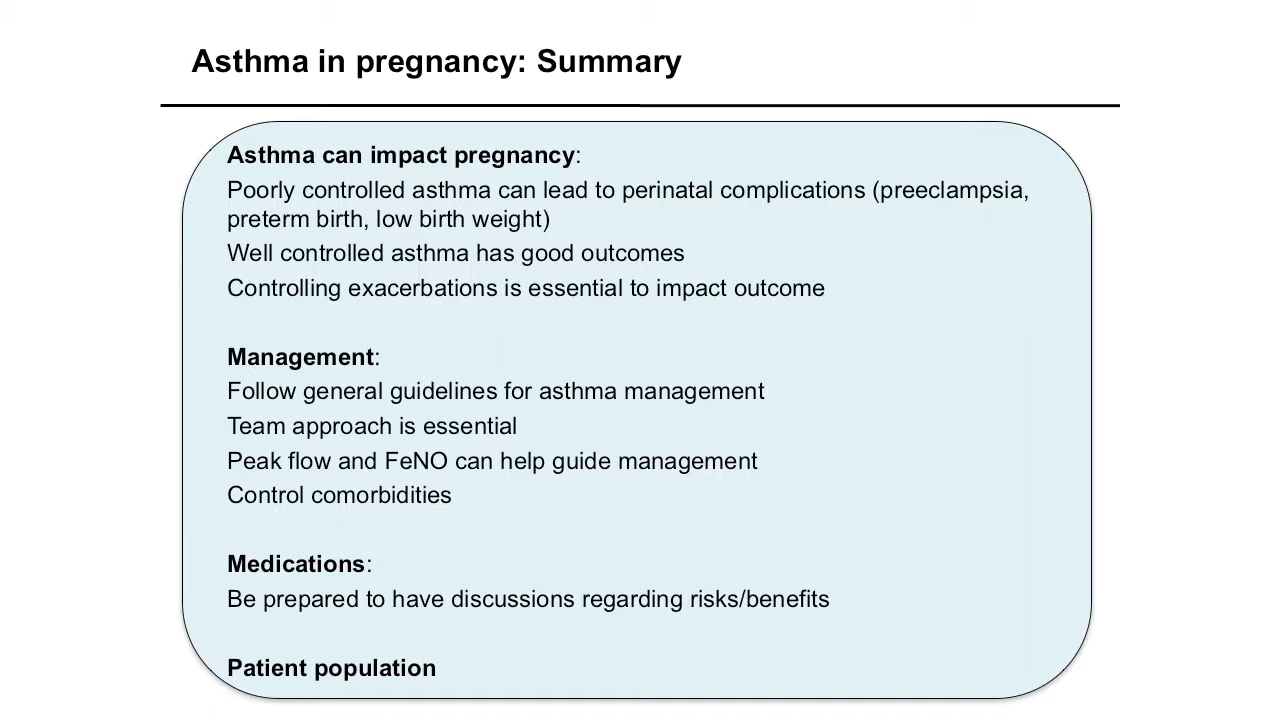 Asthma in pregnancy: Summary
Asthma can impact pregnancy:
Poorly controlled asthma can lead to perinatal complications (preeclampsia,
preterm birth, low birth weight)
Well controlled asthma has good outcomes
Controlling exacerbations is essential to impact outcome
Management:
Follow general guidelines for asthma management
Team approach is essential
Peak flow and FeNO can help guide management
Control comorbidities
Medications:
Be prepared to have discussions regarding risks/benefits
Patient population